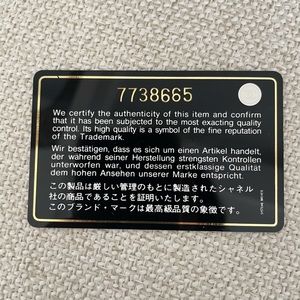 7738665
We certify the authenticity of this item and confirm
that it has been subjected to the most exacting quality
control. Its high quality is a symbol of the fine reputation
of the Trademark.
Wir bestätigen, dass es sich um einen Artikel handelt,
der während seiner Herstellung strengsten Kontrollen
unterworfen war, und dessen erstklassige Qualität
dem hohen Ansehen unserer Marke entspricht.
この製品は厳しい管理のもとに製造されたシャネル
社の商品であることを証明いたします。
このブランド・マークは最高級品質の象徴です。